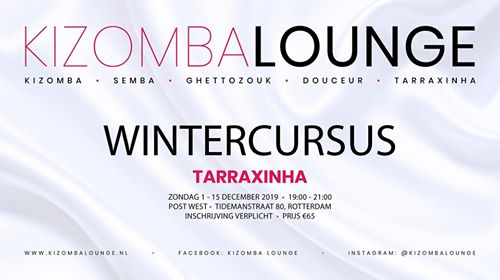 KIZOMBALOUNGE
KIZOMBA • SEMBA • GHETTOZOUK • DOUCEUR • TARRAXINHA
WINTERCURSUS
TARRAXINHA
ZONDAG 1 - 15 DECEMBER 2019 • 19:00 - 21:00
POST WEST • TIDEMANSTRAAT 80, ROTTERDAM
INSCHRIJVING VERPLICHT • PRIJS €65
WWW.KIZOMBALOUNGE.NL • FACEBOOK: KIZOMBA LOUNGE • INSTAGRAM: @KIZOMBALOUNGE